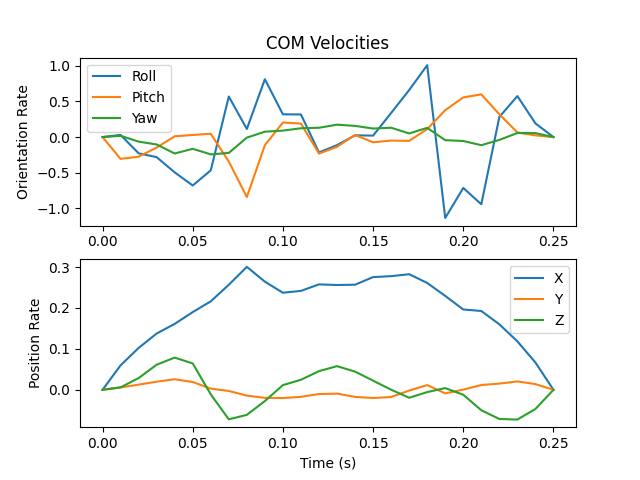 COM Velocities
Orientation Rate
1.0
0.5
0.0
−0.5
−1.0
Roll
Pitch
Yaw
0.00 0.05 0.10 0.15 0.20 0.25
Position Rate
0.3
0.2
0.1
0.0
X
Y
Z
0.00 0.05 0.10 0.15 0.20 0.25
Time (s)